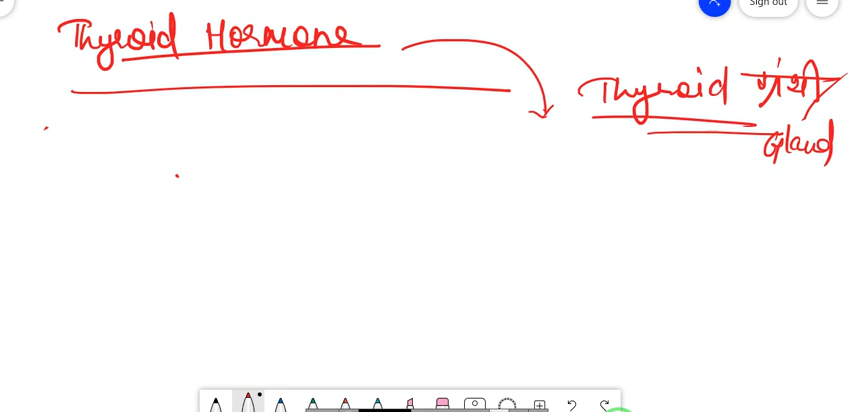 Sign out
Thyroid Hormone
Thyroid ग्रंथी
Gland